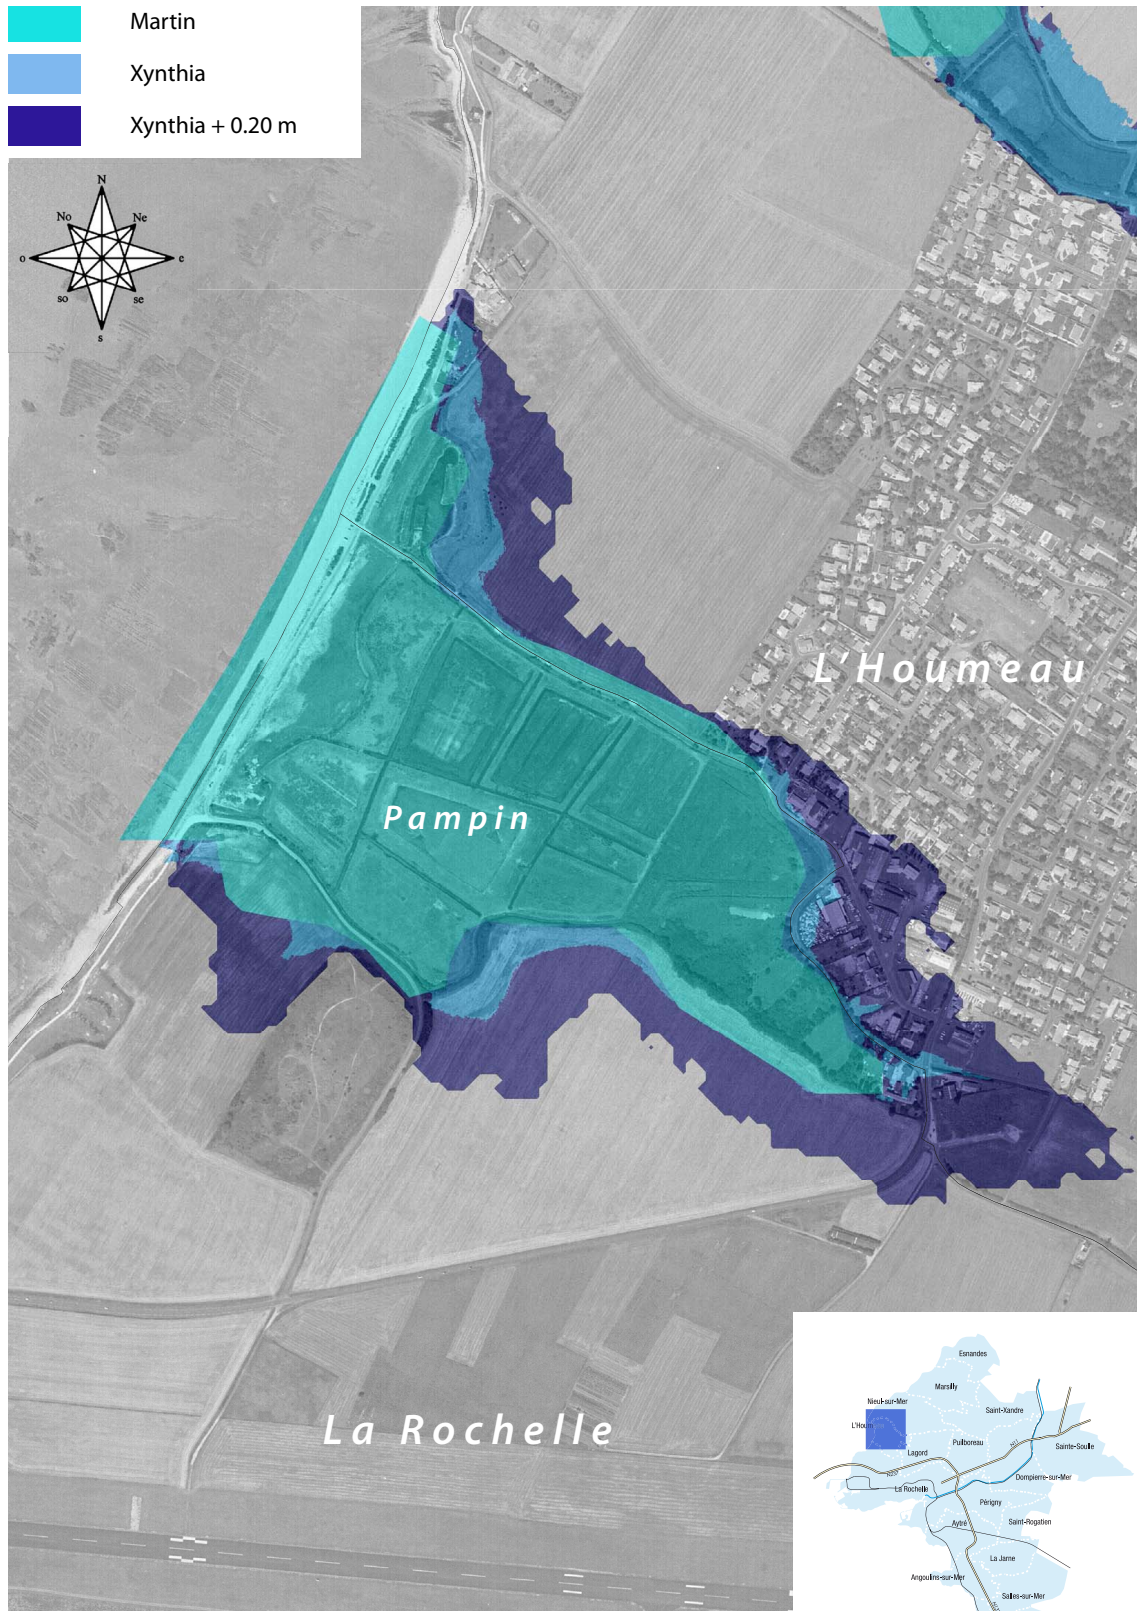 Martin
Xynthia
Xynthia + 0.20 m
N
No
Ne
o
e
so
se
s
L'Houmeau
Pampin
La Rochelle
Esnandes
Marsilly
Nieul-sur-Mer
Saint-Xandre
L'Houm
Puilboreau
Sainte-Soulle
Lagord
Dompierre-sur-Mer
La Rochelle
Périgny
Aytré
Saint-Rogatien
La Jarne
Angoulins-sur-Mer
Salles-sur-Mer